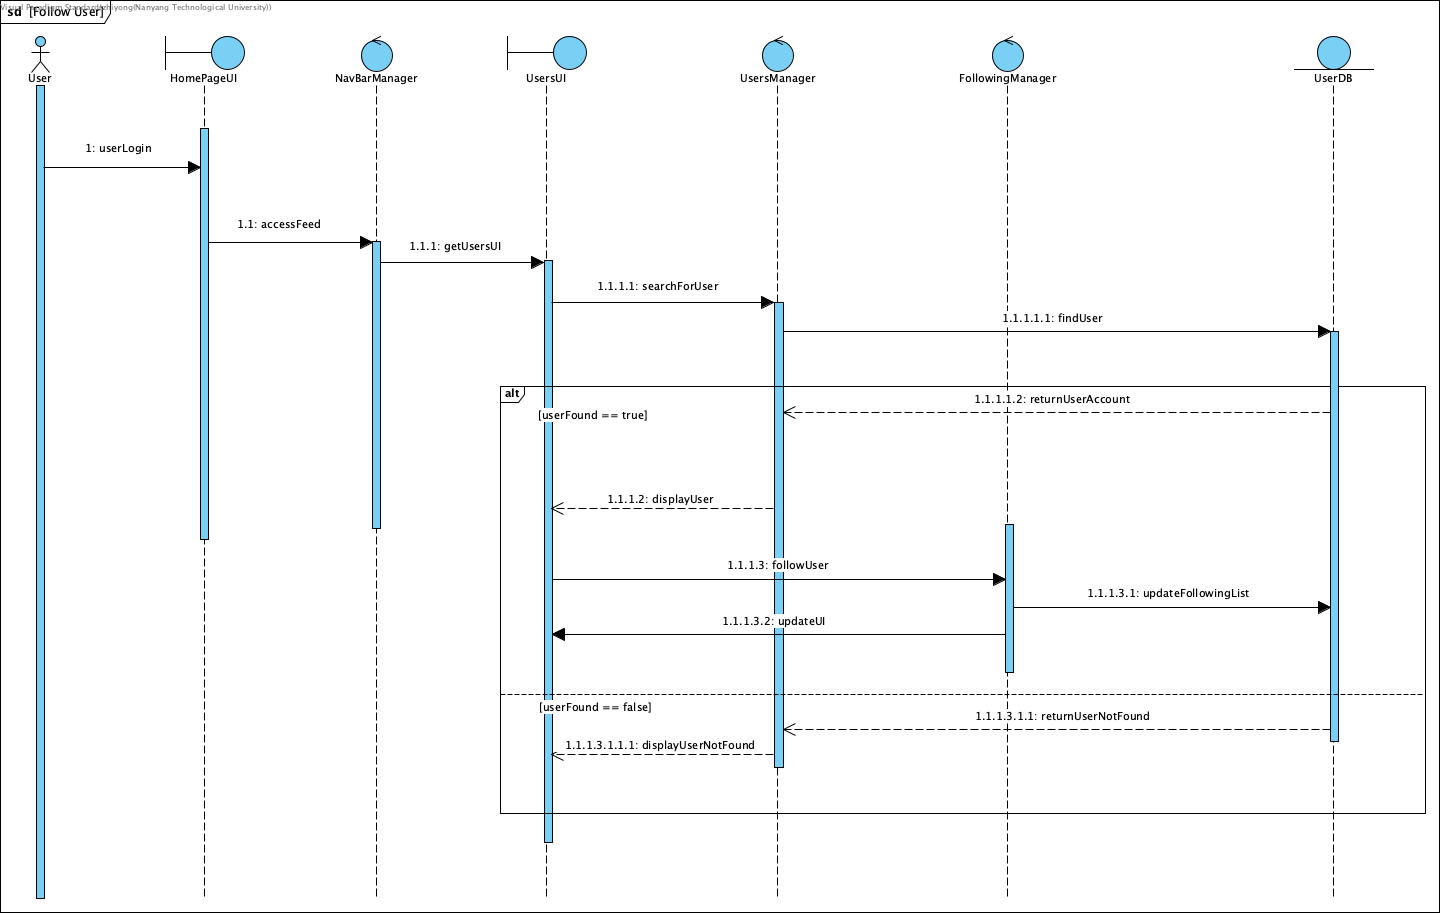 Visual Paradigm Standard(zhiyong(Nanyang Technological University))
sd [Follow User]
User
HomePageUI
NavBarManager
UsersUI
UsersManager
FollowingManager
UserDB
1: userLogin
1.1: accessFeed
1.1.1: getUsersUI
1.1.1.1: searchForUser
1.1.1.1.1: findUser
alt
[userFound == true]
1.1.1.1.2: returnUserAccount
1.1.1.2: displayUser
1.1.1.3: followUser
1.1.1.3.1: updateFollowingList
1.1.1.3.2: updateUI
[userFound == false]
1.1.1.3.1.1: returnUserNotFound
1.1.1.3.1.1.1: displayUserNotFound